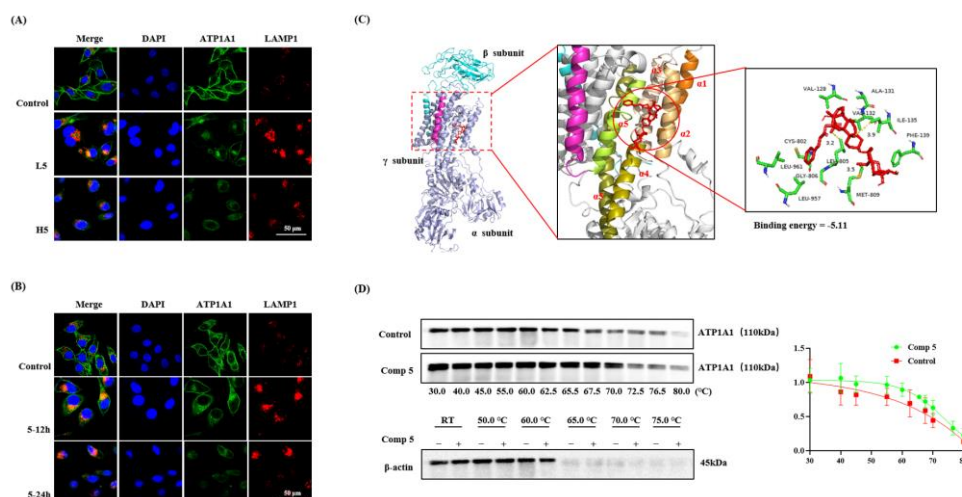 (A)
Merge DAPI ATP1A1 LAMP1
Control
L5
H5
50 μm
(B)
Merge DAPI ATP1A1 LAMP1
Control
5-12h
5-24h
50 μm
(C)
β subunit
γ subunit
α subunit
α3
α1
α5
α2
α4
VAL-128
ALA-131
VAL-132
ILE-135
3.9
PHE-139
CYS-802
3.2
LEU-805
LEU-961
GLY-806
3.5
MET-809
LEU-957
Binding energy = -5.11
(D)
Control ATP1A1 (110kDa)
Comp 5 ATP1A1 (110kDa)
30.0 40.0 45.0 55.0 60.0 62.5 65.5 67.5 70.0 72.5 76.5 80.0 (°C)
RT 50.0 °C 60.0 °C 65.0 °C 70.0 °C 75.0 °C
Comp 5 − + − + − + − + − + − +
β-actin 45kDa
Comp 5
Control
1.5
1.0
0.5
0.0
30 40 50 60 70 80